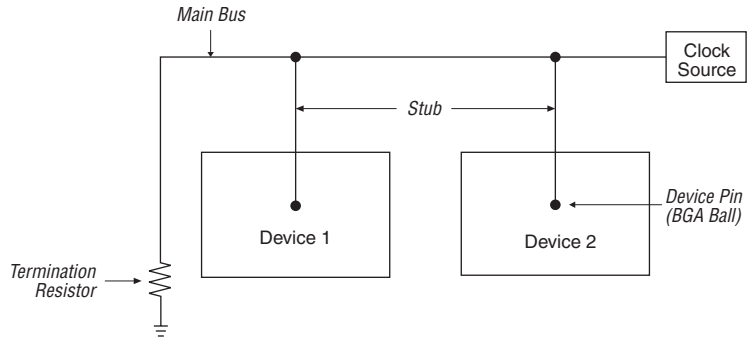 Main Bus
Clock
Source
Stub
Device Pin
(BGA Ball)
Device 1
Device 2
Termination
Resistor